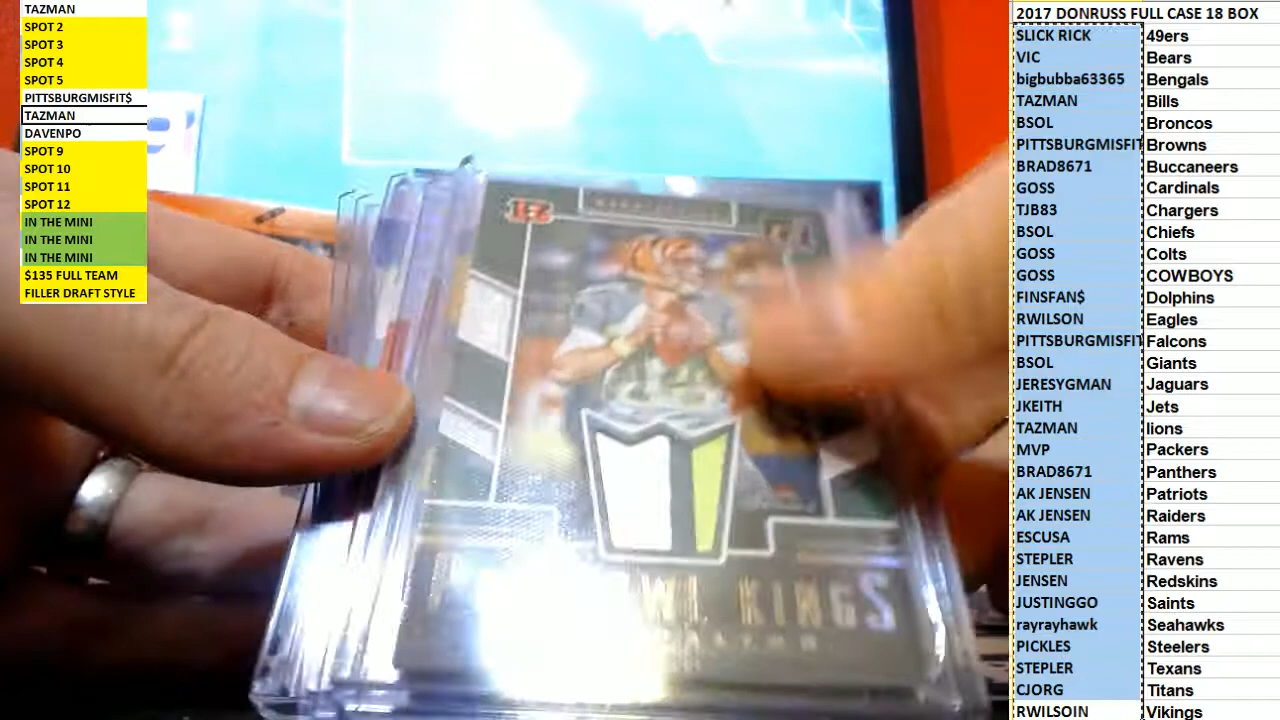 TAZMAN
SPOT 2
SPOT 3
SPOT 4
SPOT 5
PITTSBURGMISFIT$
TAZMAN
DAVENPO
SPOT 9
SPOT 10
SPOT 11
SPOT 12
IN THE MINI
IN THE MINI
IN THE MINI
$135 FULL TEAM
FILLER DRAFT STYLE
KINGS
2017 DONRUSS FULL CASE 18 BOX
SLICK RICK 49ers
VIC Bears
bigbubba63365 Bengals
TAZMAN Bills
BSOL Broncos
PITTSBURGMISFIT Browns
BRAD8671 Buccaneers
GOSS Cardinals
TJB83 Chargers
BSOL Chiefs
GOSS Colts
GOSS COWBOYS
FINSFAN$ Dolphins
RWILSON Eagles
PITTSBURGMISFIT Falcons
BSOL Giants
JERESYGMAN Jaguars
JKEITH Jets
TAZMAN lions
MVP Packers
BRAD8671 Panthers
AK JENSEN Patriots
AK JENSEN Raiders
ESCUSA Rams
STEPLER Ravens
JENSEN Redskins
JUSTINGGO Saints
rayrayhawk Seahawks
PICKLES Steelers
STEPLER Texans
CJORG Titans
RWILSOIN Vikings